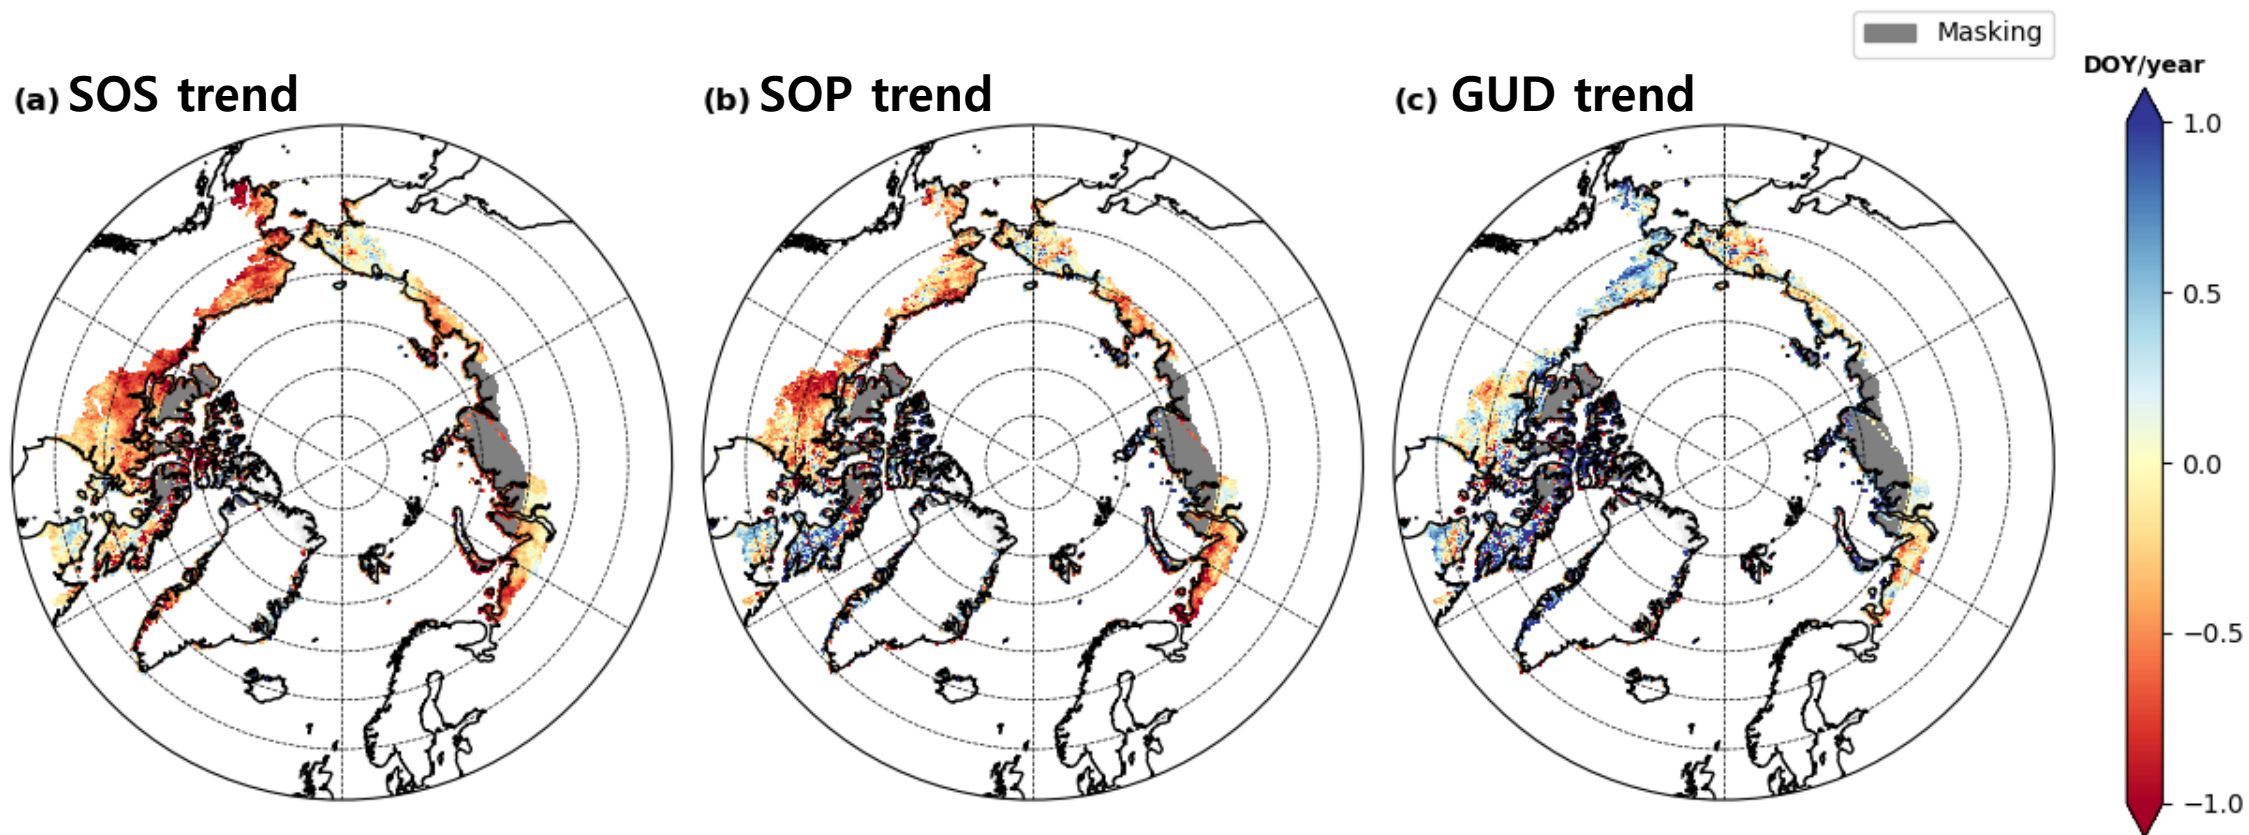 Masking
DOY/year
(a) SOS trend
(b) SOP trend
(c) GUD trend
1.0
0.5
0.0
−0.5
−1.0